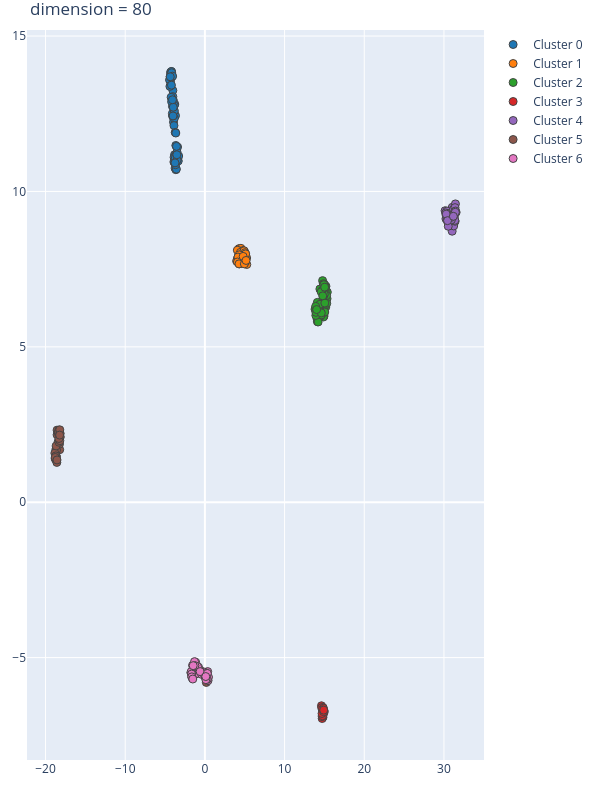 dimension = 80
15
10
5
0
−5
−20
−10
0
10
20
30
Cluster 0
Cluster 1
Cluster 2
Cluster 3
Cluster 4
Cluster 5
Cluster 6